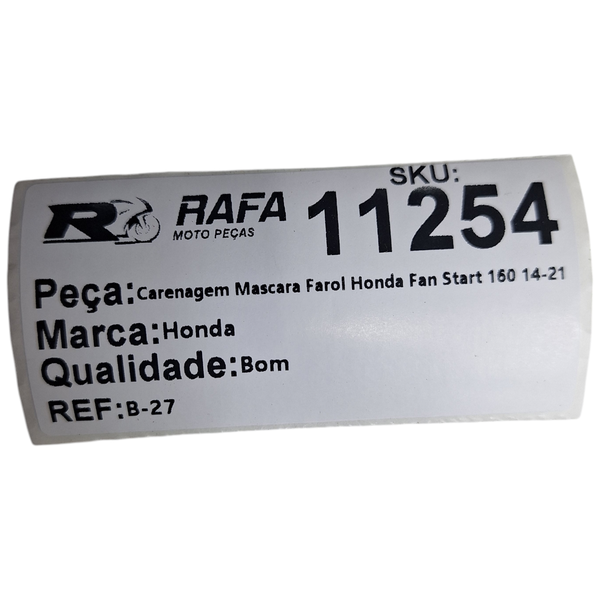 SKU:
R RAFA 11254
MOTO PEÇAS
Peça:Carenagem Mascara Farol Honda Fan Start 160 14-21
Marca:Honda
Qualidade:Bom
REF:B-27